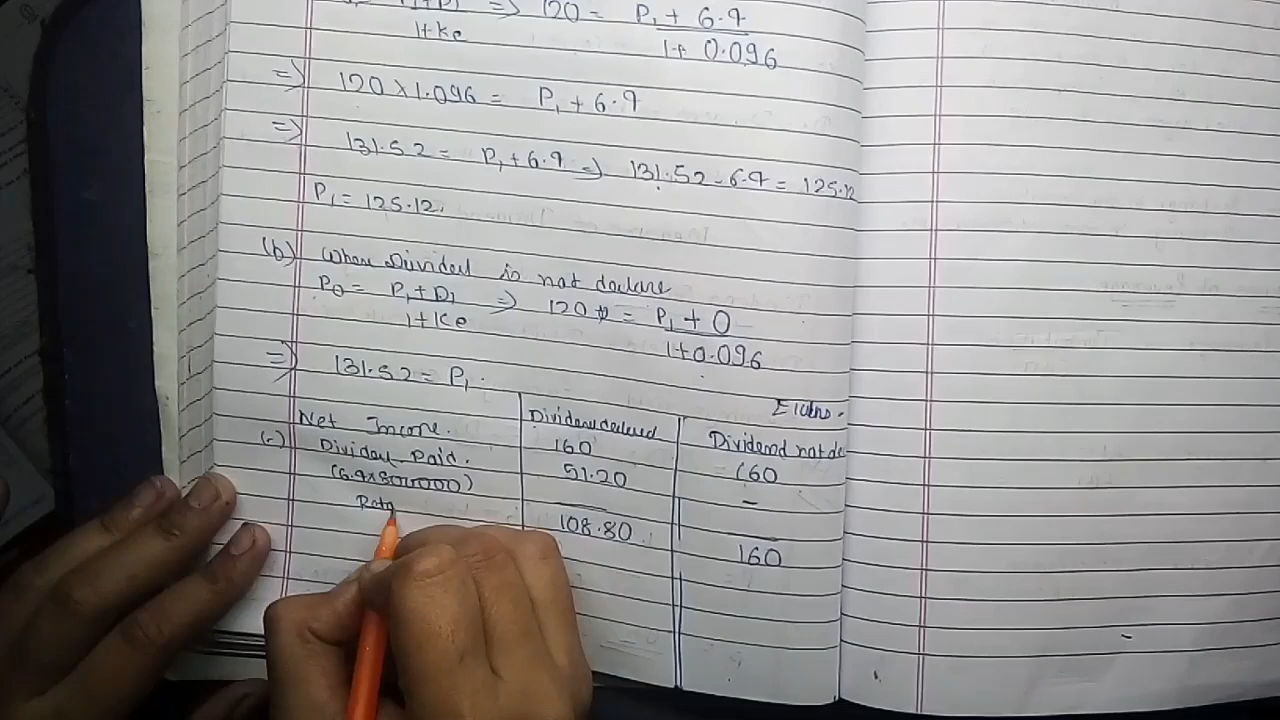 ⇒ 120 = P₁ + 6.4
1+Ke 1+ 0.096
⇒ 120 × 1.096 = P₁ + 6.4
⇒ 131.52 = P₁ + 6.4 ⇒ 131.52 - 6.4 = 125.12
P₁ = 125.12.
(b) When Dividend is not declare
P₀ = P₁ + D₁ ⇒ 120 = P₁ + 0
1+Ke 1+0.096
⇒ 131.52 = P₁.
Dividend declared Dividend not de
Net Income. 160 160
(c) Dividend Paid. 51.20 -
(6.4×800000)
108.80 160